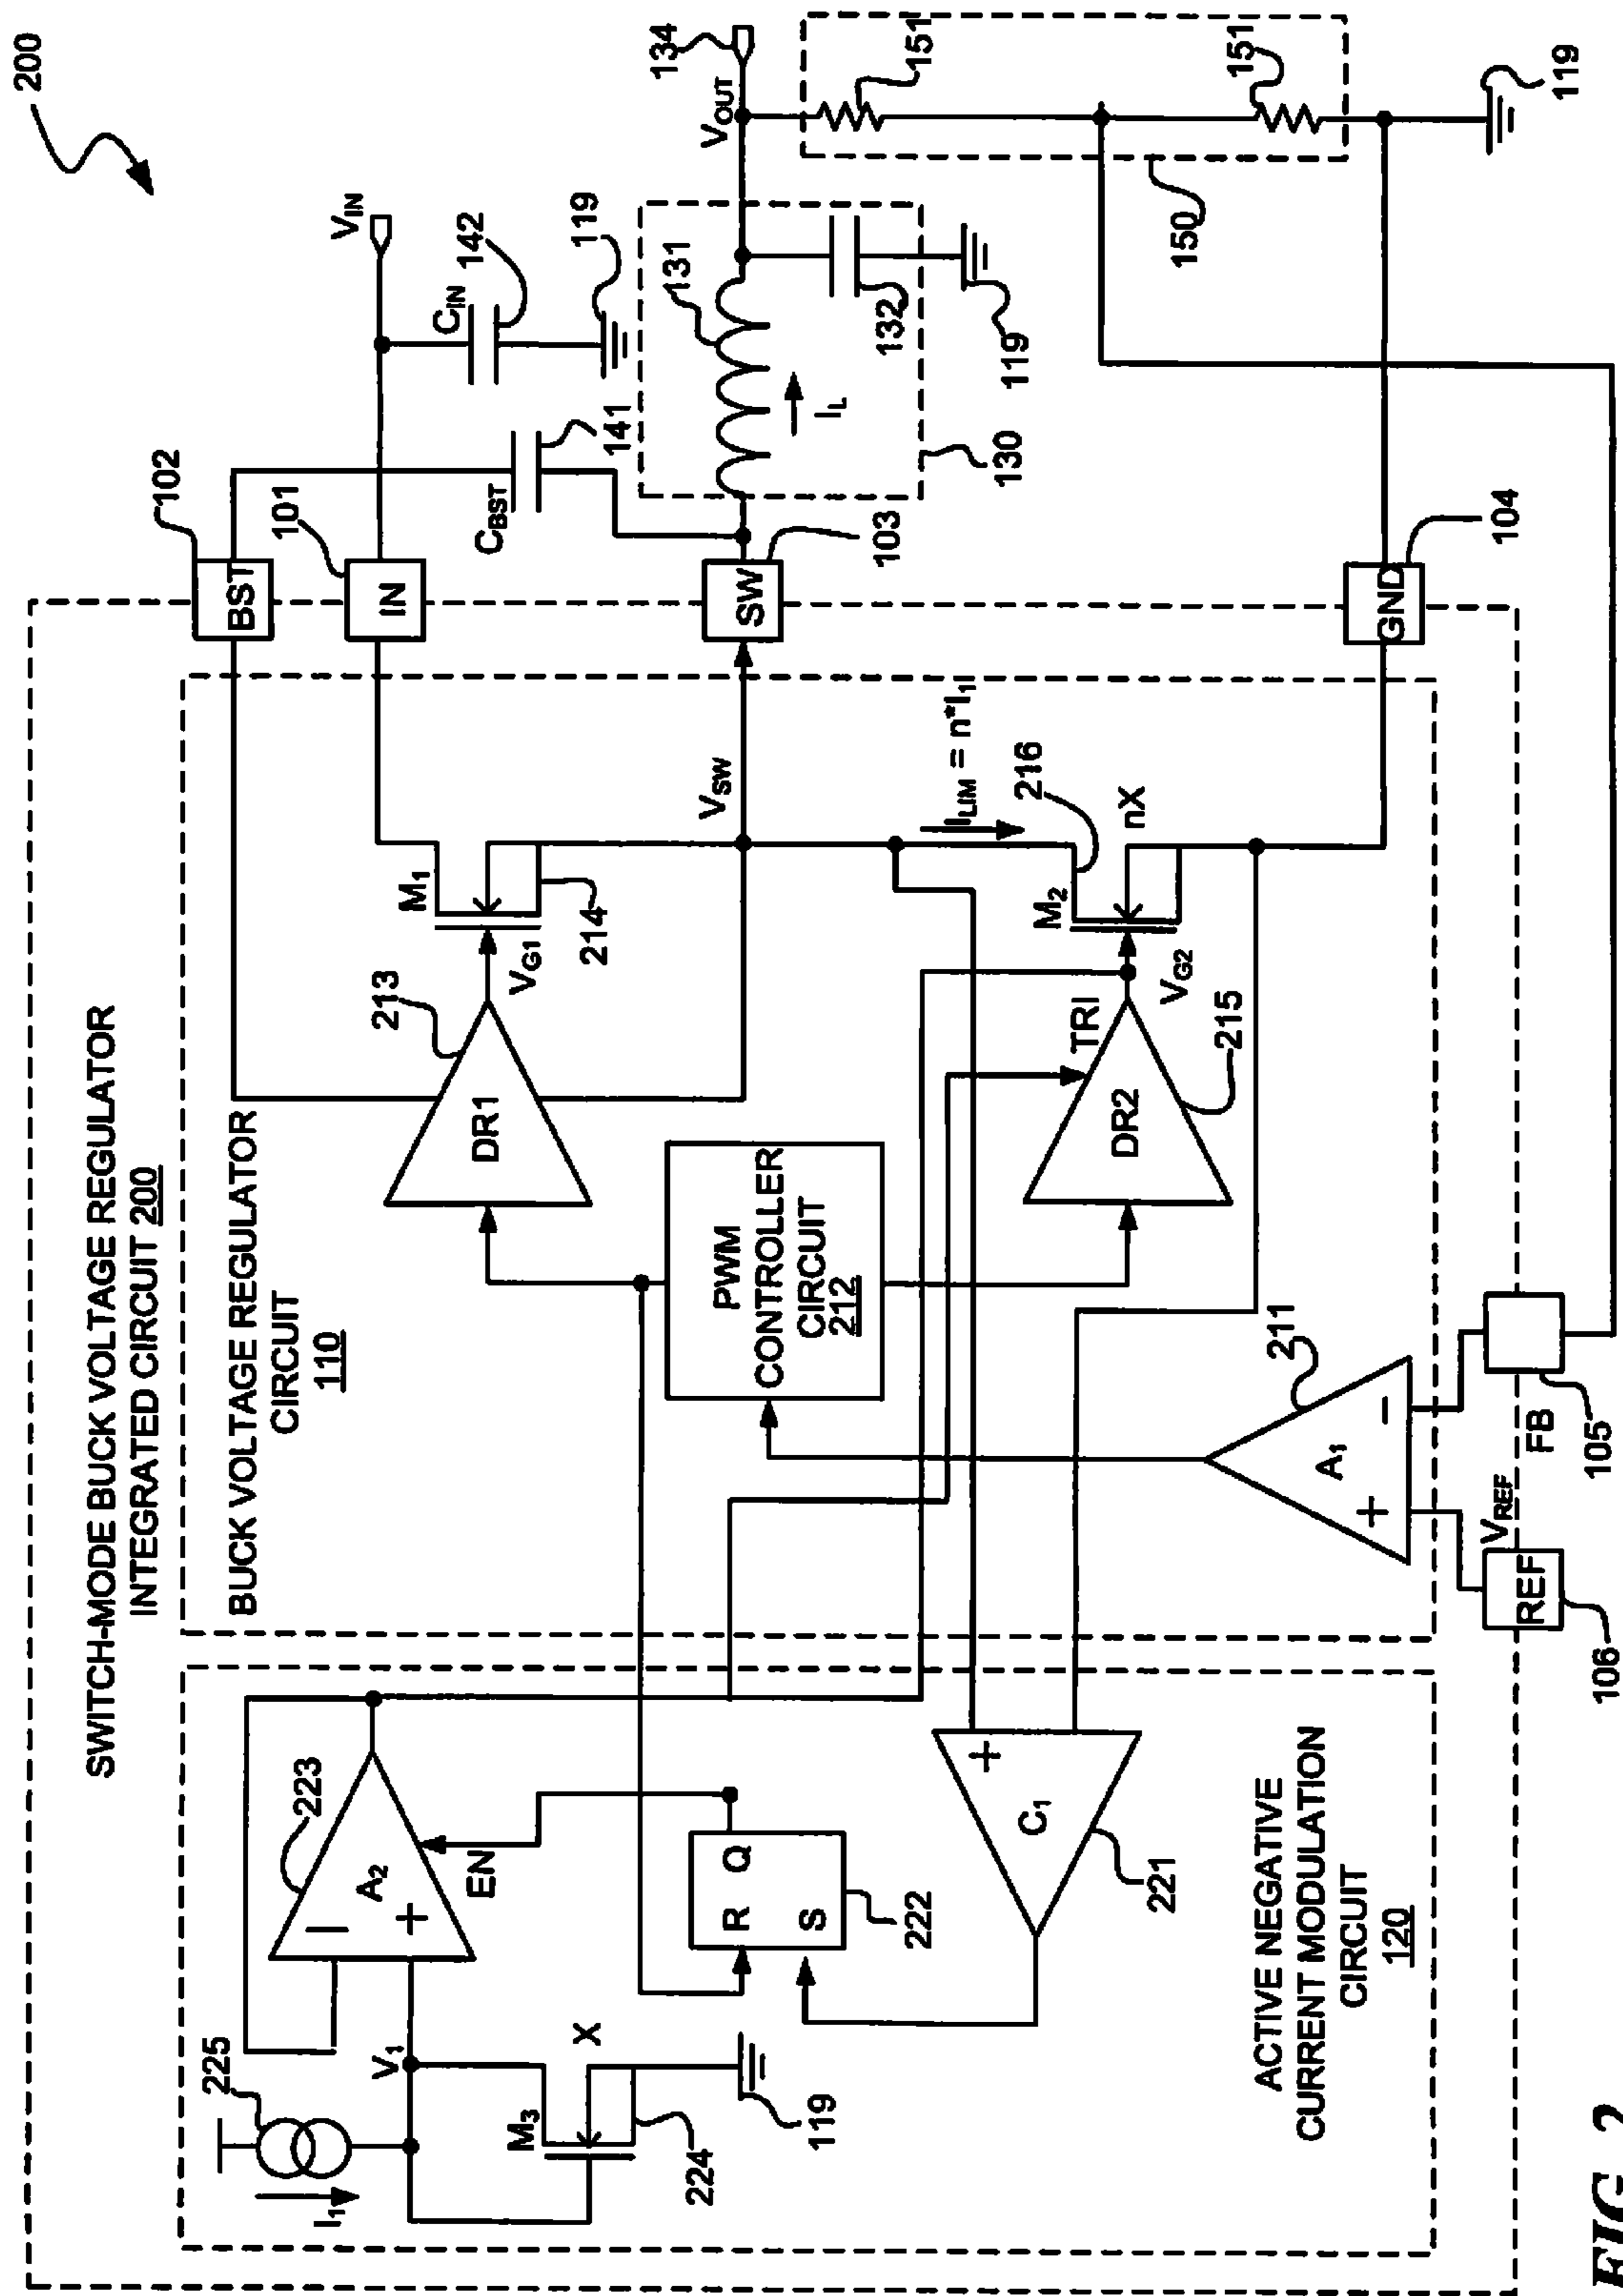 200
SWITCH-MODE BUCK VOLTAGE REGULATOR
INTEGRATED CIRCUIT 200
BUCK VOLTAGE REGULATOR
CIRCUIT
110
102
BST
101
IN
V_IN
C_IN
142
119
C_BST
141
SW
103
131
I_L
132
119
130
V_OUT
134
151
151
150
119
GND
104
213
DR1
V_G1
M_1
214
V_SW
I_LIM = n*I_1
216
M_2
nX
V_G2
TRI
DR2
215
PWM
CONTROLLER
CIRCUIT
212
211
A_1
+
−
FB
105
V_REF
REF
106
225
I_1
V_1
M_3
X
224
119
223
A_2
−
+
EN
R
Q
S
222
+
C_1
221
ACTIVE NEGATIVE
CURRENT MODULATION
CIRCUIT
120
FIG. 2